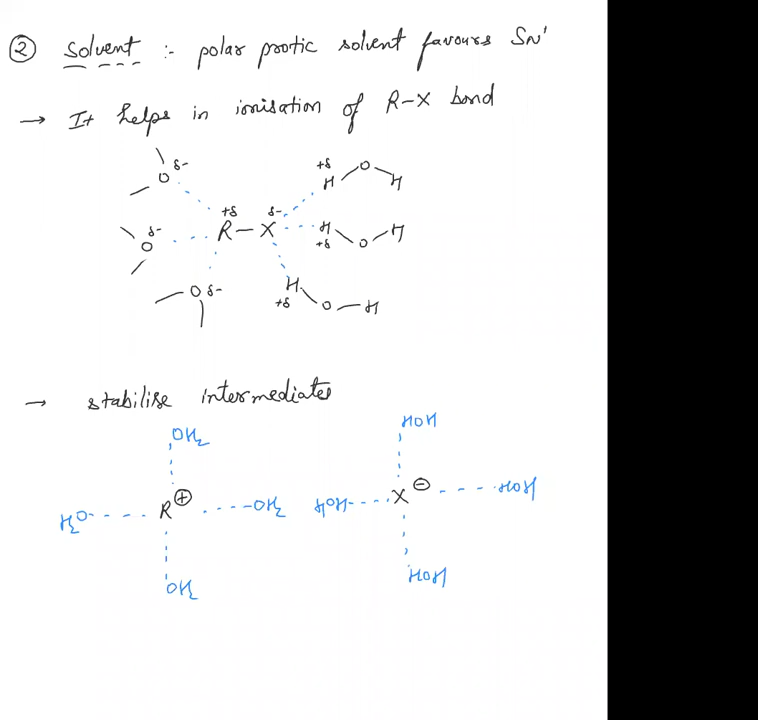 ② Solvent :- polar protic solvent favours SN¹
→ It helps in ionisation of R-X bond
δ- +δ
O H O H
+δ δ-
δ- R - X H O H
O +δ
O δ- H
+δ O - H
→ stabilise intermediates
OH₂ HOH
H₂O R⊕ OH₂ HOH X⊖ HOH
OH₂ HOH